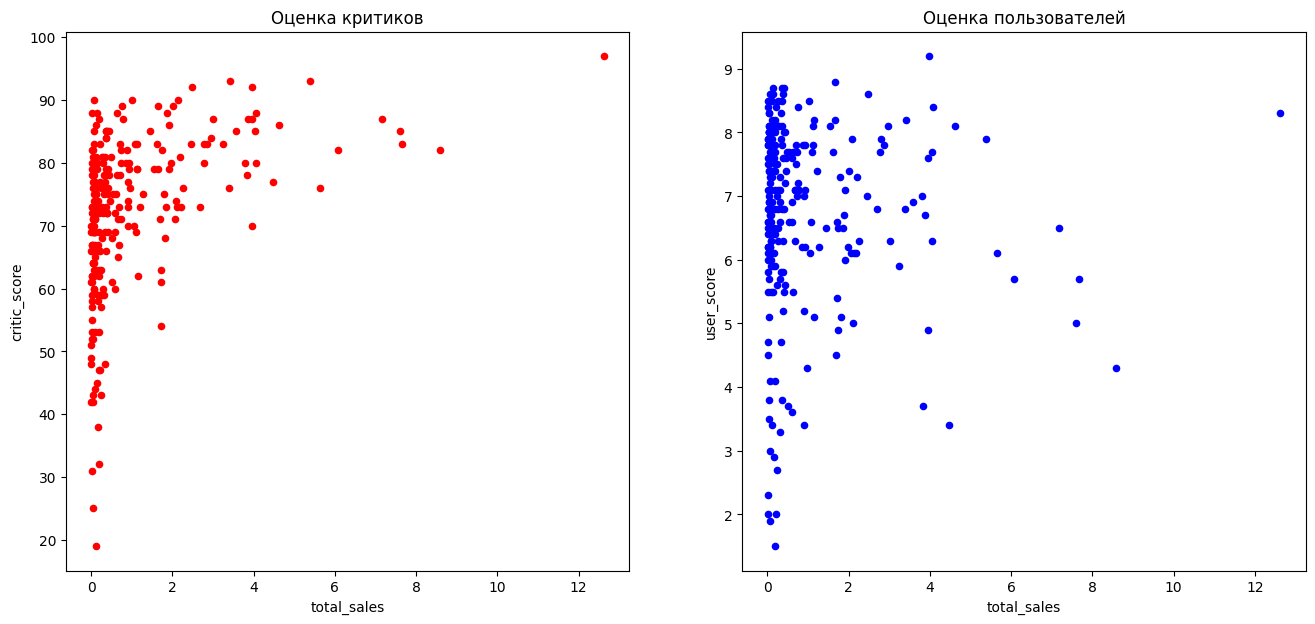 Оценка критиков
100
90
80
70
60
50
40
30
20
critic_score
0 2 4 6 8 10 12
total_sales
Оценка пользователей
9
8
7
6
5
4
3
2
user_score
0 2 4 6 8 10 12
total_sales